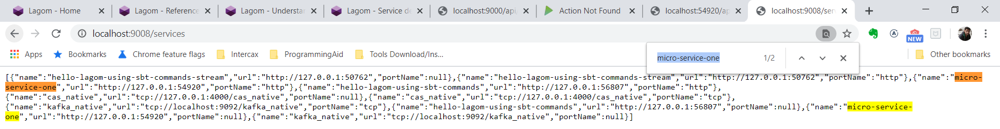 Lagom - Home
Lagom - Reference
Lagom - Understan
Lagom - Service de
localhost:9000/api/
Action Not Found
localhost:54920/ap
localhost:9008/serv
localhost:9008/services
NEW
Apps
Bookmarks
Chrome feature flags
Intercax
ProgrammingAid
Tools Download/Ins...
micro-service-one
1/2
Other bookmarks
[{"name":"hello-lagom-using-sbt-commands-stream","url":"http://127.0.0.1:50762","portName":null},{"name":"hello-lagom-using-sbt-commands-stream","url":"http://127.0.0.1:50762","portName":"http"},{"name":"micro-
service-one","url":"http://127.0.0.1:54920","portName":"http"},{"name":"hello-lagom-using-sbt-commands","url":"http://127.0.0.1:56807","portName":"http"},
{"name":"cas_native","url":"tcp://127.0.0.1:4000/cas_native","portName":null},{"name":"cas_native","url":"tcp://127.0.0.1:4000/cas_native","portName":"tcp"},
{"name":"kafka_native","url":"tcp://localhost:9092/kafka_native","portName":"tcp"},{"name":"hello-lagom-using-sbt-commands","url":"http://127.0.0.1:56807","portName":null},{"name":"micro-service-
one","url":"http://127.0.0.1:54920","portName":null},{"name":"kafka_native","url":"tcp://localhost:9092/kafka_native","portName":null}]